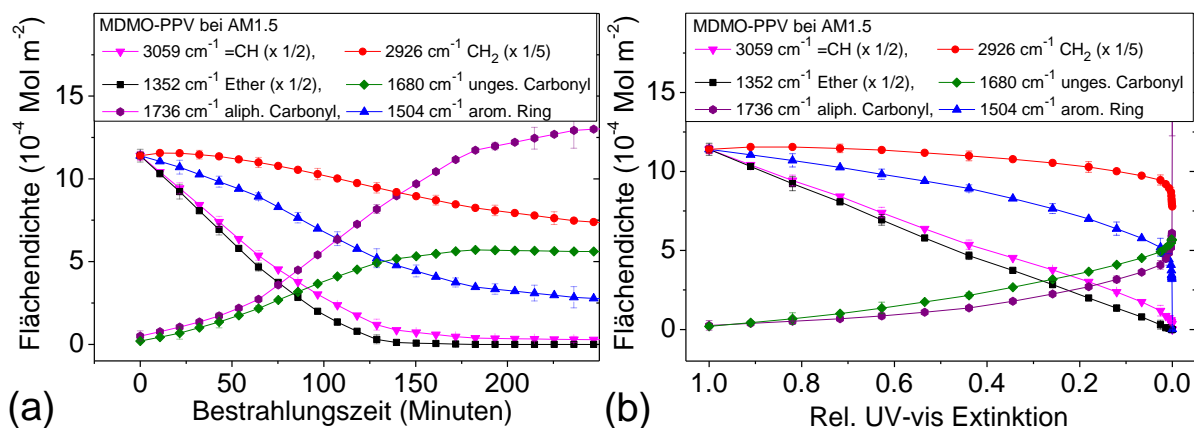 MDMO-PPV bei AM1.5
3059 cm⁻¹ =CH (x 1/2), 2926 cm⁻¹ CH₂ (x 1/5)
1352 cm⁻¹ Ether (x 1/2), 1680 cm⁻¹ unges. Carbonyl
1736 cm⁻¹ aliph. Carbonyl, 1504 cm⁻¹ arom. Ring
Flächendichte (10⁻⁴ Mol m⁻²)
15
10
5
0
0 50 100 150 200
Bestrahlungszeit (Minuten)
(a)
MDMO-PPV bei AM1.5
3059 cm⁻¹ =CH (x 1/2), 2926 cm⁻¹ CH₂ (x 1/5)
1352 cm⁻¹ Ether (x 1/2), 1680 cm⁻¹ unges. Carbonyl
1736 cm⁻¹ aliph. Carbonyl, 1504 cm⁻¹ arom. Ring
Flächendichte (10⁻⁴ Mol m⁻²)
15
10
5
0
1.0 0.8 0.6 0.4 0.2 0.0
Rel. UV-vis Extinktion
(b)